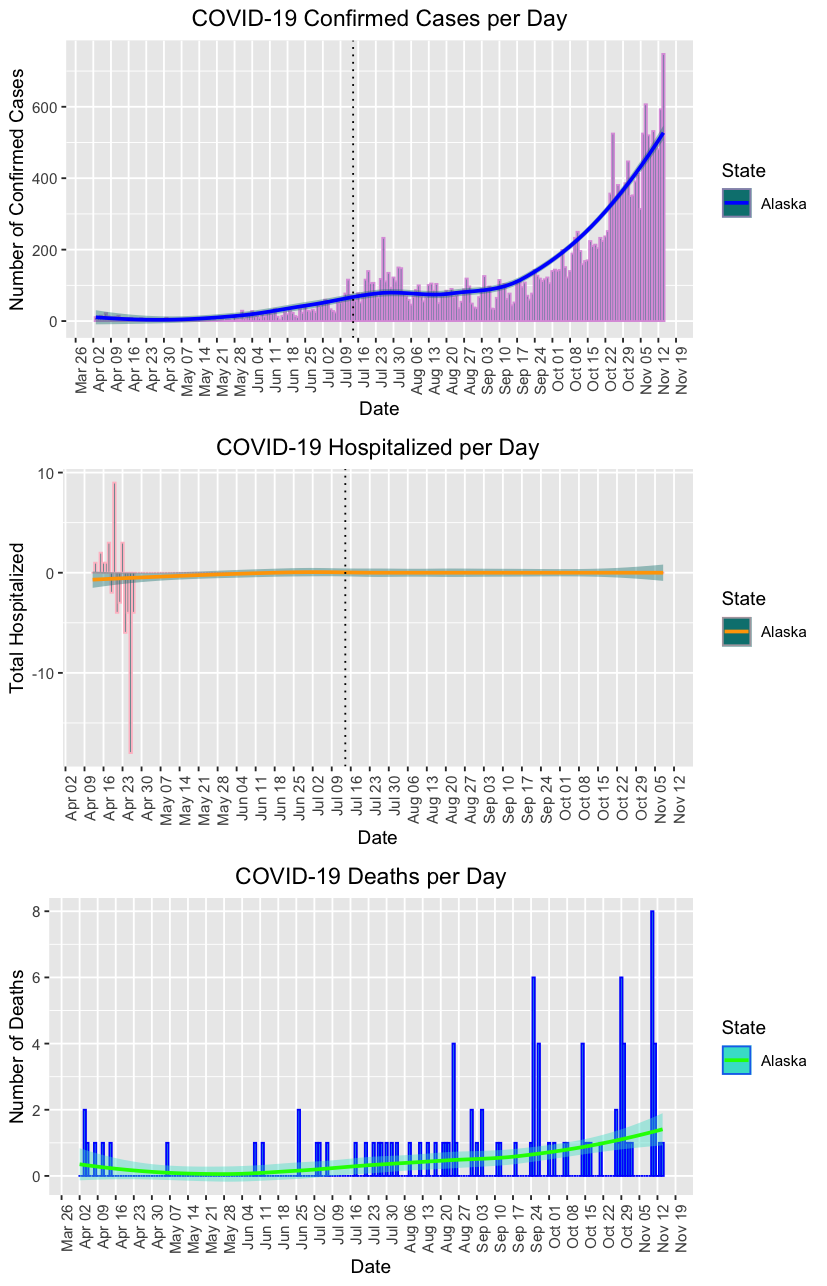 COVID-19 Confirmed Cases per Day
Number of Confirmed Cases
600
400
200
0
Mar 26
Apr 02
Apr 09
Apr 16
Apr 23
Apr 30
May 07
May 14
May 21
May 28
Jun 04
Jun 11
Jun 18
Jun 25
Jul 02
Jul 09
Jul 16
Jul 23
Jul 30
Aug 06
Aug 13
Aug 20
Aug 27
Sep 03
Sep 10
Sep 17
Sep 24
Oct 01
Oct 08
Oct 15
Oct 22
Oct 29
Nov 05
Nov 12
Nov 19
Date
State
Alaska
COVID-19 Hospitalized per Day
Total Hospitalized
10
0
-10
Apr 02
Apr 09
Apr 16
Apr 23
Apr 30
May 07
May 14
May 21
May 28
Jun 04
Jun 11
Jun 18
Jun 25
Jul 02
Jul 09
Jul 16
Jul 23
Jul 30
Aug 06
Aug 13
Aug 20
Aug 27
Sep 03
Sep 10
Sep 17
Sep 24
Oct 01
Oct 08
Oct 15
Oct 22
Oct 29
Nov 05
Nov 12
Date
State
Alaska
COVID-19 Deaths per Day
Number of Deaths
8
6
4
2
0
Mar 26
Apr 02
Apr 09
Apr 16
Apr 23
Apr 30
May 07
May 14
May 21
May 28
Jun 04
Jun 11
Jun 18
Jun 25
Jul 02
Jul 09
Jul 16
Jul 23
Jul 30
Aug 06
Aug 13
Aug 20
Aug 27
Sep 03
Sep 10
Sep 17
Sep 24
Oct 01
Oct 08
Oct 15
Oct 22
Oct 29
Nov 05
Nov 12
Nov 19
Date
State
Alaska